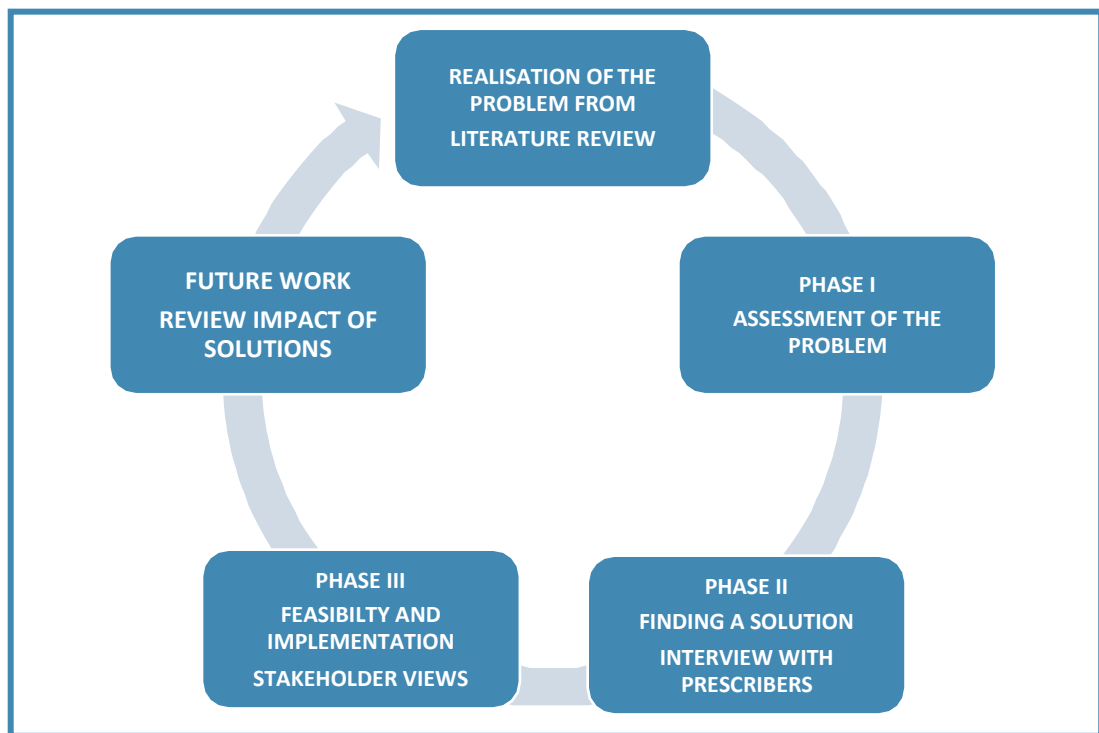 REALISATION OF THE
PROBLEM FROM
LITERATURE REVIEW
PHASE I
ASSESSMENT OF THE
PROBLEM
PHASE II
FINDING A SOLUTION
INTERVIEW WITH
PRESCRIBERS
PHASE III
FEASIBILTY AND
IMPLEMENTATION
STAKEHOLDER VIEWS
FUTURE WORK
REVIEW IMPACT OF
SOLUTIONS